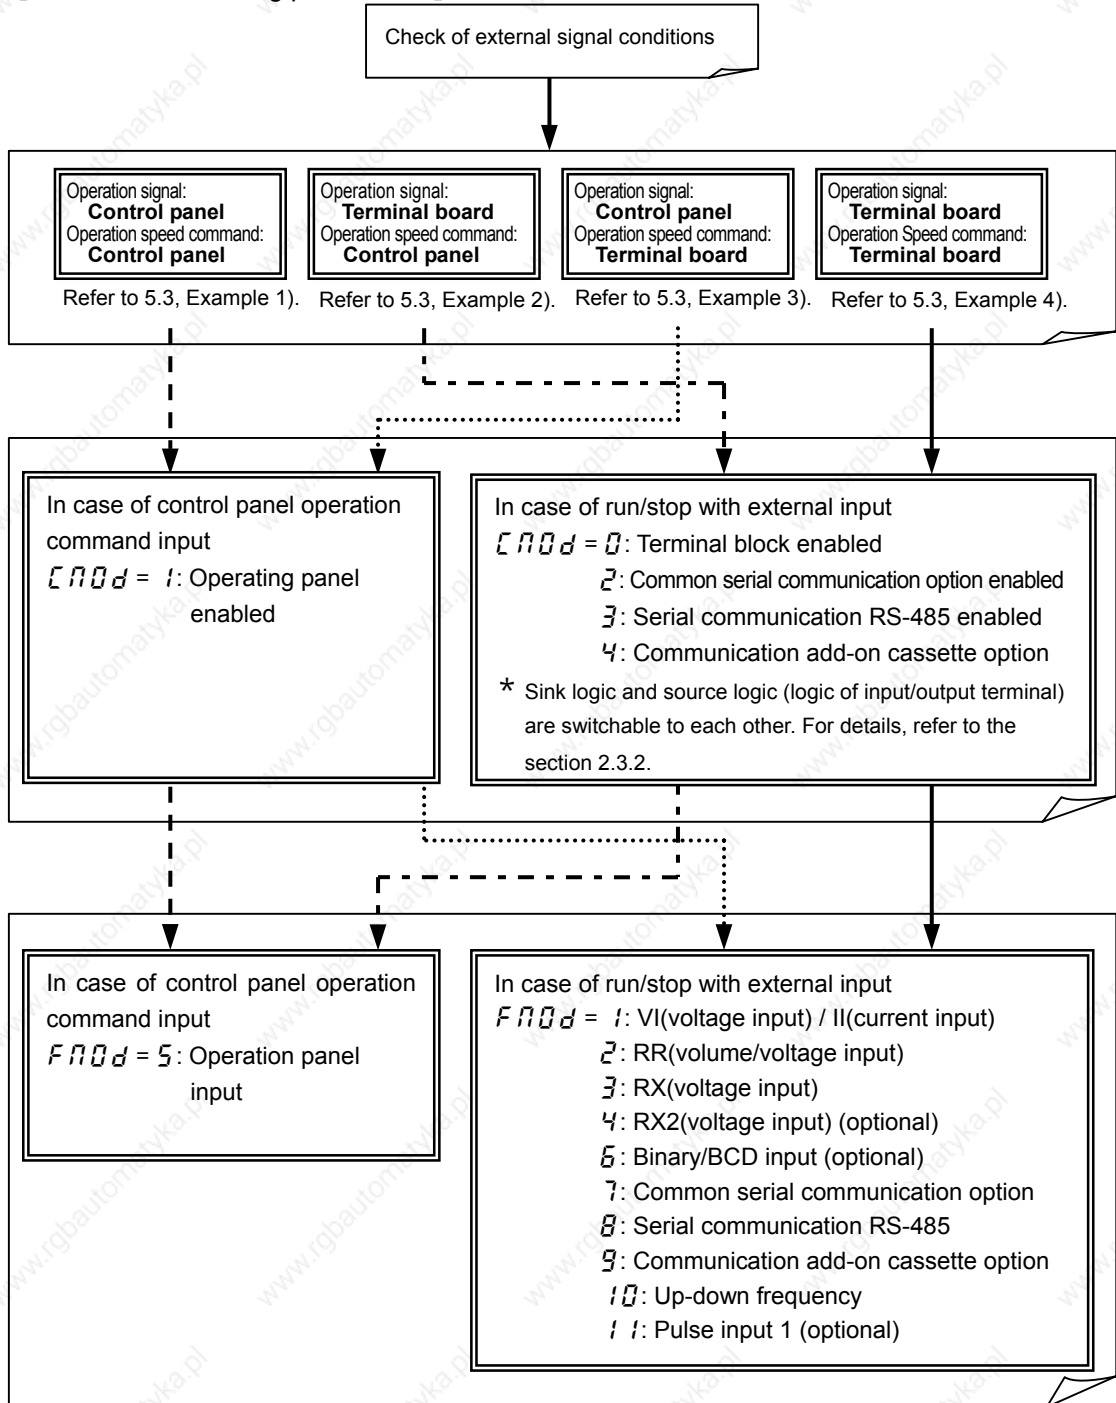 Check of external signal conditions
Operation signal:
Control panel
Operation speed command:
Control panel
Refer to 5.3, Example 1).
Operation signal:
Terminal board
Operation speed command:
Control panel
Refer to 5.3, Example 2).
Operation signal:
Control panel
Operation speed command:
Terminal board
Refer to 5.3, Example 3).
Operation signal:
Terminal board
Operation Speed command:
Terminal board
Refer to 5.3, Example 4).
In case of control panel operation
command input
CMOd = 1: Operating panel
enabled
In case of run/stop with external input
CMOd = 0: Terminal block enabled
2: Common serial communication option enabled
3: Serial communication RS-485 enabled
4: Communication add-on cassette option
* Sink logic and source logic (logic of input/output terminal)
are switchable to each other. For details, refer to the
section 2.3.2.
In case of control panel operation
command input
FMOd = 5: Operation panel
input
In case of run/stop with external input
FMOd = 1: VI(voltage input) / II(current input)
2: RR(volume/voltage input)
3: RX(voltage input)
4: RX2(voltage input) (optional)
6: Binary/BCD input (optional)
7: Common serial communication option
8: Serial communication RS-485
9: Communication add-on cassette option
10: Up-down frequency
11: Pulse input 1 (optional)
www.rgbautomatyka.pl